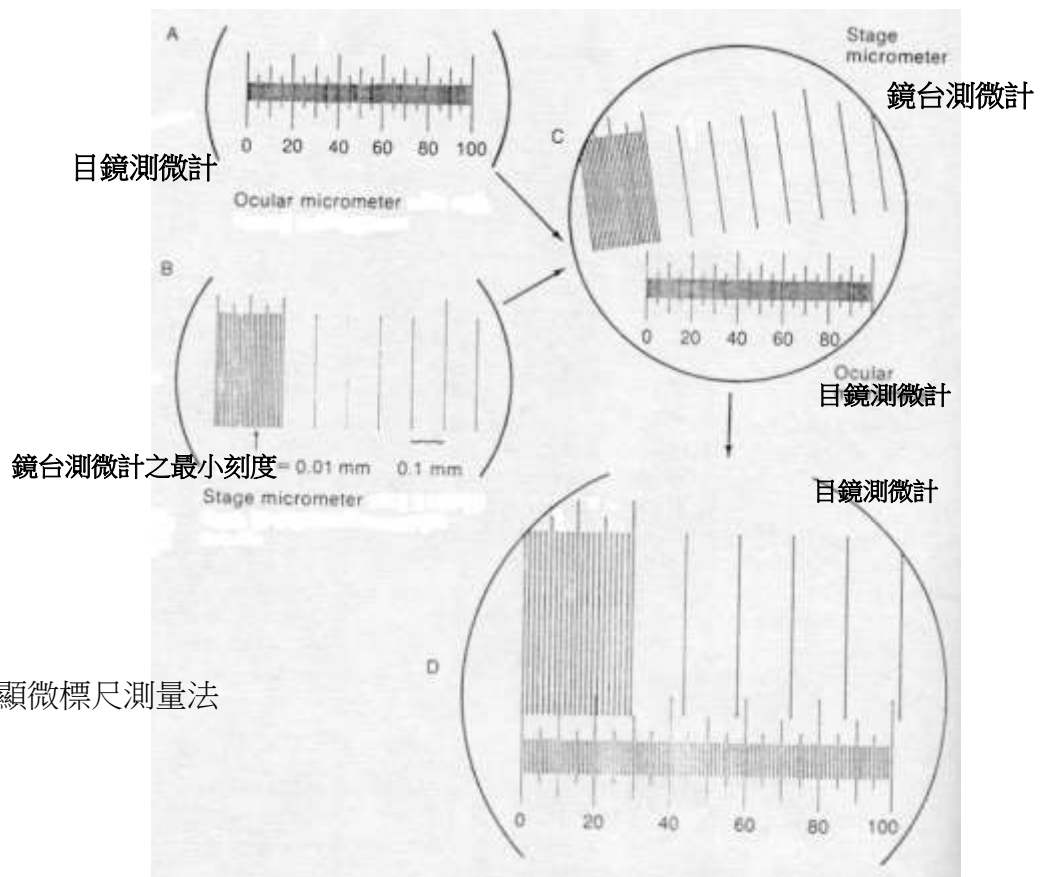 A
0 20 40 60 80 100
目鏡測微計
Ocular micrometer
B
鏡台測微計之最小刻度 = 0.01 mm 0.1 mm
Stage micrometer
Stage
micrometer
鏡台測微計
C
0 20 40 60 80
Ocular
目鏡測微計
目鏡測微計
D
顯微標尺測量法
0 20 40 60 80 100